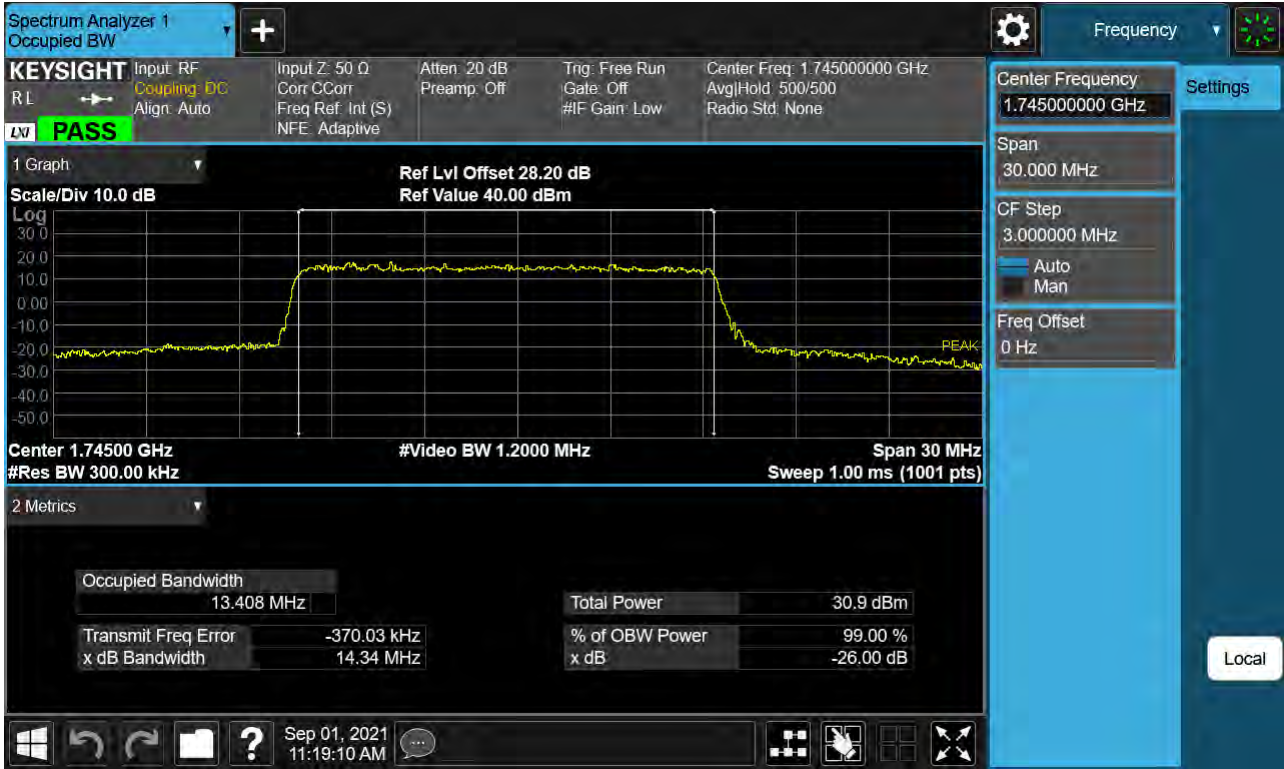 Spectrum Analyzer 1
Occupied BW
+
Frequency
KEYSIGHT
RL
LXI PASS
Input: RF
Coupling: DC
Align: Auto
Input Z: 50 Ω
Corr CCorr
Freq Ref: Int (S)
NFE: Adaptive
Atten: 20 dB
Preamp: Off
Trig: Free Run
Gate: Off
#IF Gain: Low
Center Freq: 1.745000000 GHz
Avg|Hold: 500/500
Radio Std: None
1 Graph
Scale/Div 10.0 dB
Ref Lvl Offset 28.20 dB
Ref Value 40.00 dBm
Log
30.0
20.0
10.0
0.00
-10.0
-20.0
-30.0
-40.0
-50.0
PEAK
Center 1.74500 GHz
#Video BW 1.2000 MHz
Span 30 MHz
#Res BW 300.00 kHz
Sweep 1.00 ms (1001 pts)
2 Metrics
Occupied Bandwidth
13.408 MHz
Total Power 30.9 dBm
Transmit Freq Error -370.03 kHz
% of OBW Power 99.00 %
x dB Bandwidth 14.34 MHz
x dB -26.00 dB
Center Frequency
1.745000000 GHz
Span
30.000 MHz
CF Step
3.000000 MHz
Auto
Man
Freq Offset
0 Hz
Settings
Local
?
Sep 01, 2021
11:19:10 AM